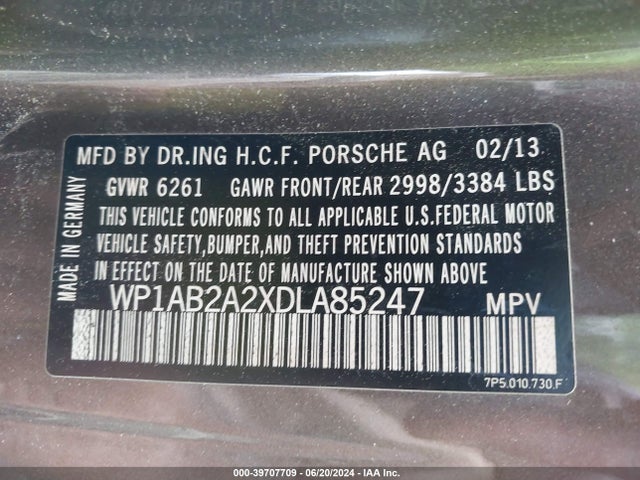 MFD BY DR.ING H.C.F. PORSCHE AG 02/13
GVWR 6261 GAWR FRONT/REAR 2998/3384 LBS
THIS VEHICLE CONFORMS TO ALL APPLICABLE U.S.FEDERAL MOTOR
VEHICLE SAFETY,BUMPER,AND THEFT PREVENTION STANDARDS
IN EFFECT ON THE DATE OF MANUFACTURE SHOWN ABOVE.
WP1AB2A2XDLA85247 MPV
MADE IN GERMANY
7P5.010.730.F
000-39707709 - 06/20/2024 - IAA Inc.